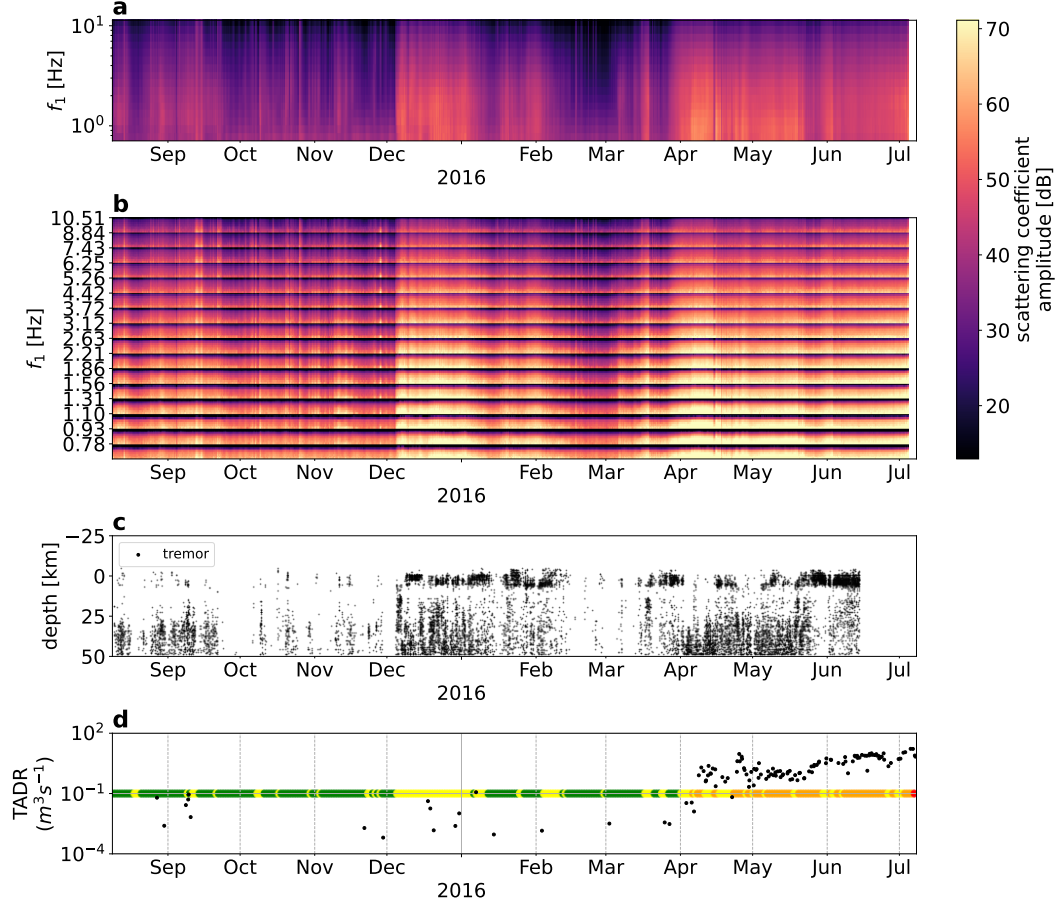 a
10¹
10⁰
f₁ [Hz]
Sep Oct Nov Dec Feb Mar Apr May Jun Jul
2016
b
10.51
8.84
7.43
6.25
5.26
4.42
3.72
3.12
2.63
2.21
1.86
1.56
1.31
1.10
0.93
0.78
f₁ [Hz]
Sep Oct Nov Dec Feb Mar Apr May Jun Jul
2016
70
60
50
40
30
20
scattering coefficient
amplitude [dB]
c
−25
0
25
50
depth [km]
tremor
Sep Oct Nov Dec Feb Mar Apr May Jun Jul
2016
d
10²
10⁻¹
10⁻⁴
TADR
(m³s⁻¹)
Sep Oct Nov Dec Feb Mar Apr May Jun Jul
2016